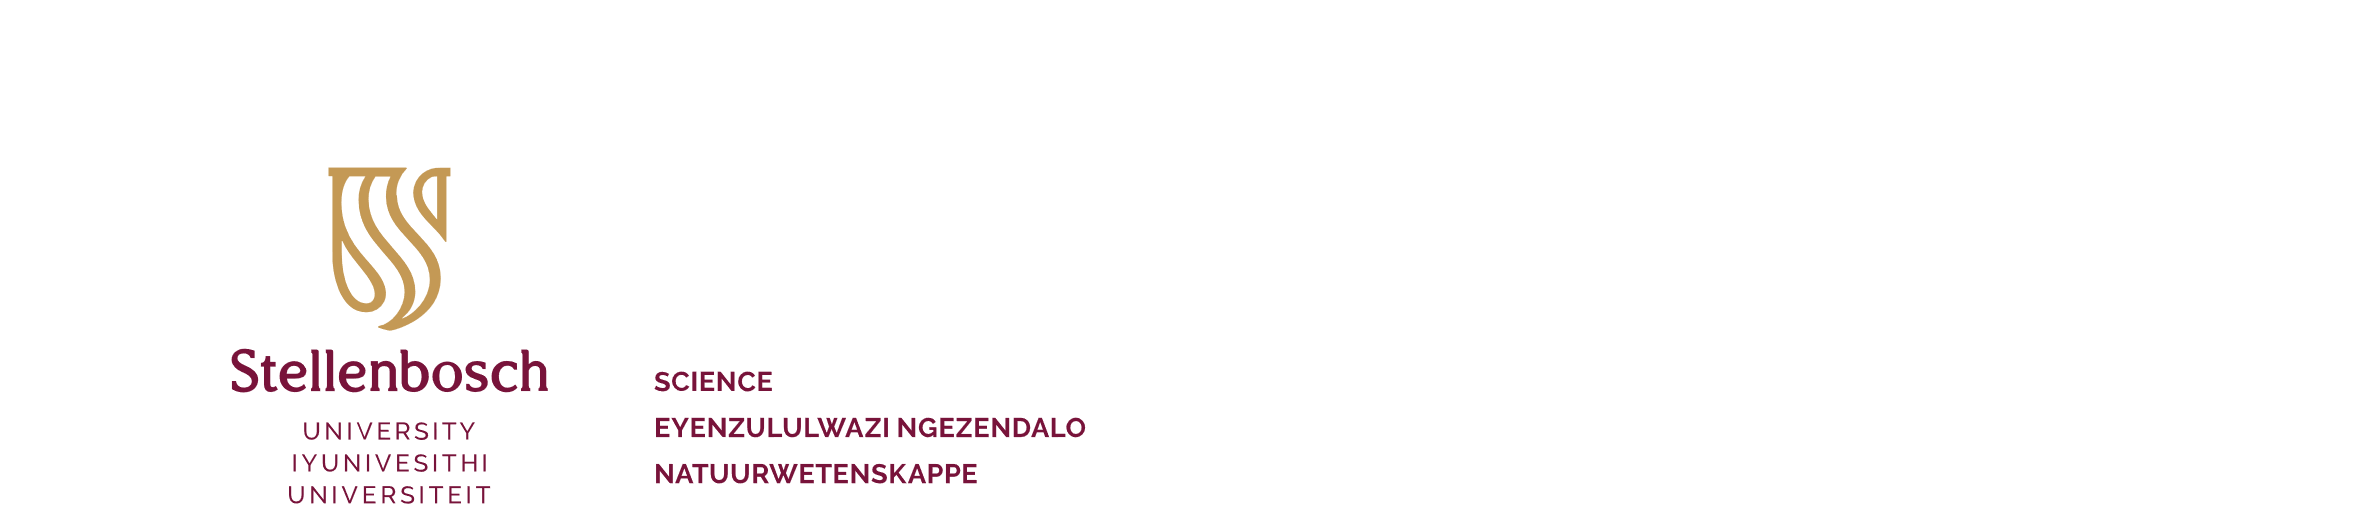 Stellenbosch
UNIVERSITY
IYUNIVESITHI
UNIVERSITEIT
SCIENCE
EYENZULULWAZI NGEZENDALO
NATUURWETENSKAPPE